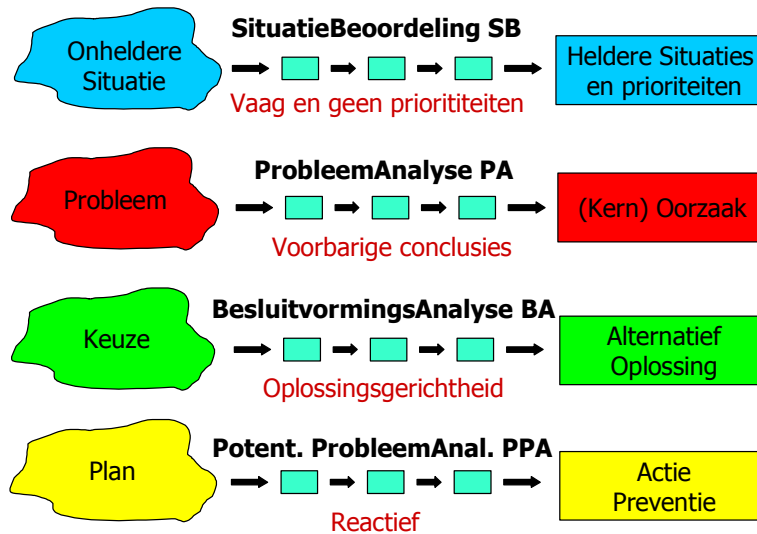 SituatieBeoordeling SB
Onheldere
Situatie
Vaag en geen priorititeiten
Heldere Situaties
en prioriteiten
ProbleemAnalyse PA
Probleem
Voorbarige conclusies
(Kern) Oorzaak
BesluitvormingsAnalyse BA
Keuze
Oplossingsgerichtheid
Alternatief
Oplossing
Potent. ProbleemAnal. PPA
Plan
Reactief
Actie
Preventie